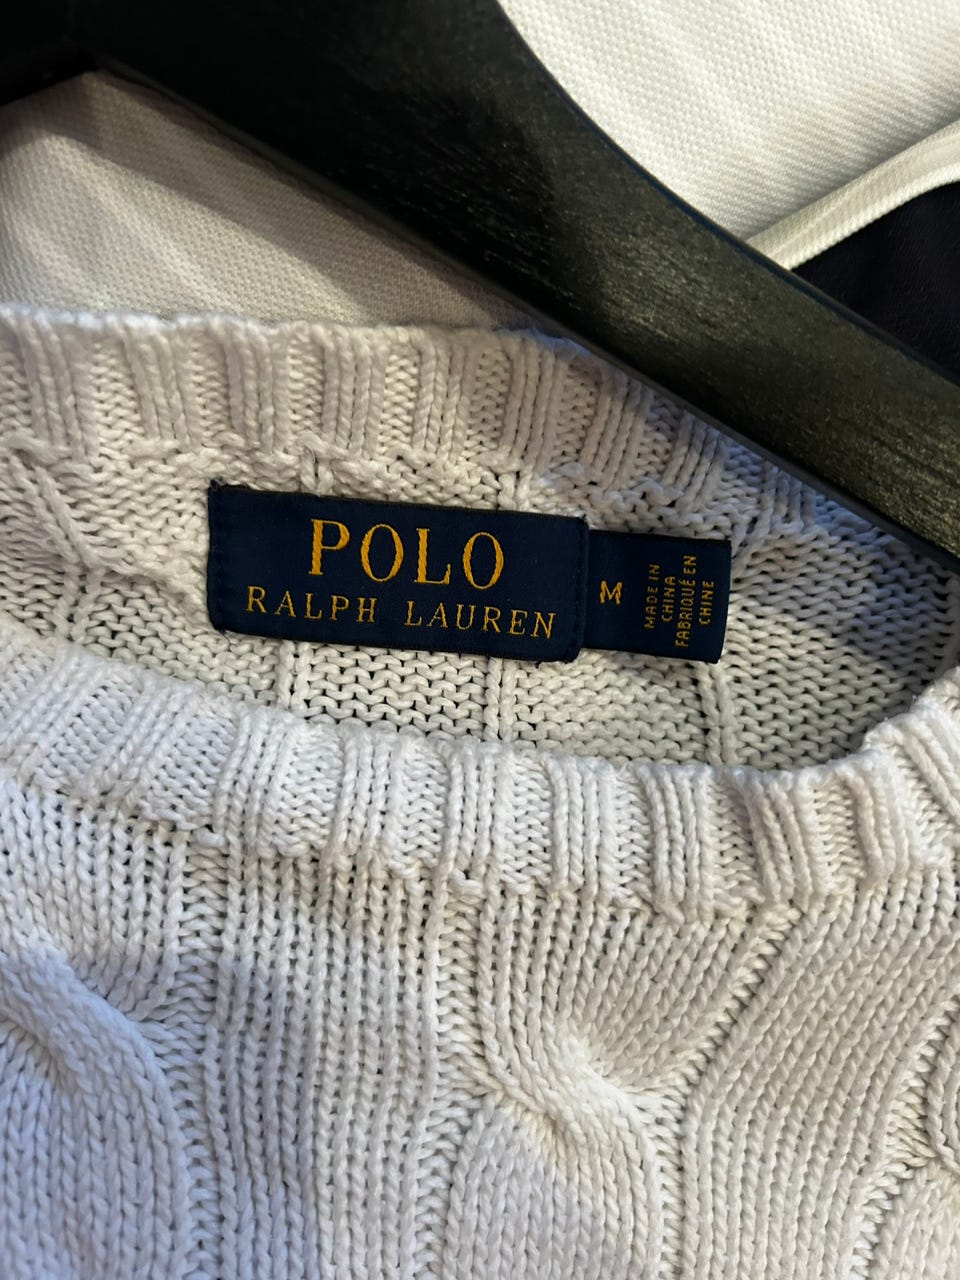 POLO
RALPH LAUREN
M
MADE IN
CHINA
FABRIQUÉ EN
CHINE